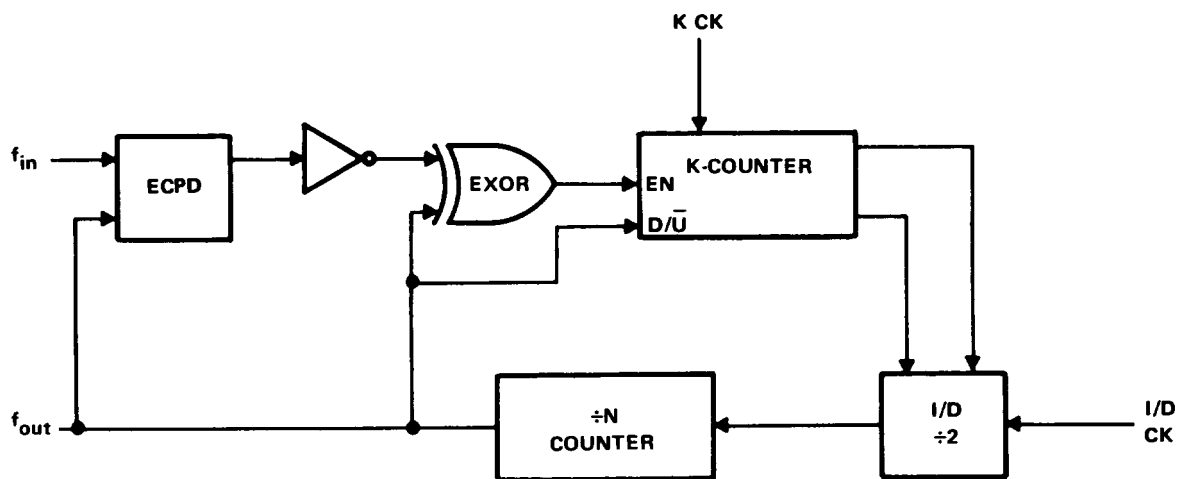 K CK
f_in
ECPD
EXOR
EN
K-COUNTER
D/U̅
f_out
÷N
COUNTER
I/D
÷2
I/D
CK